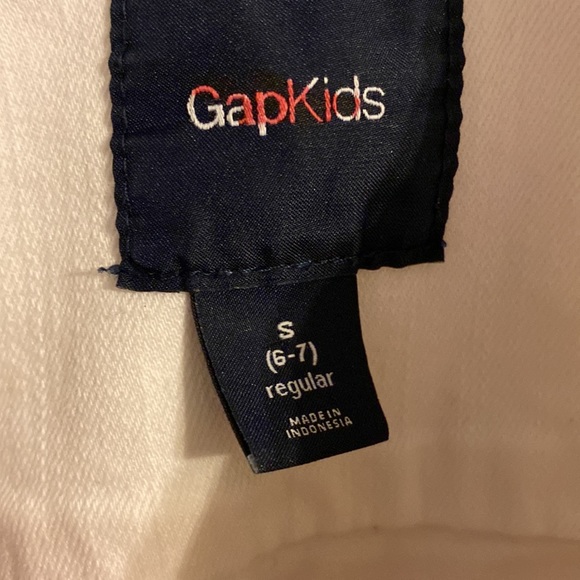 GapKids
S
(6-7)
regular
MADE IN
INDONESIA